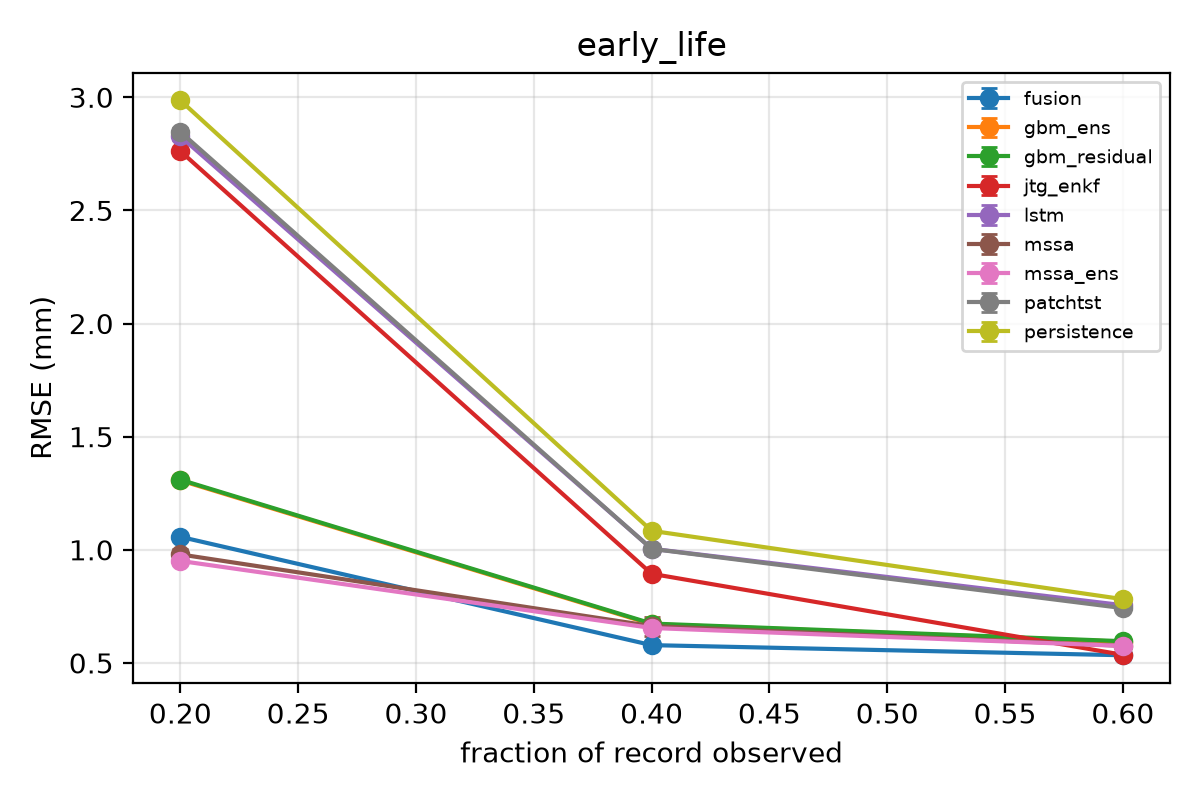 early_life
RMSE (mm)
3.0
2.5
2.0
1.5
1.0
0.5
fusion
gbm_ens
gbm_residual
jtg_enkf
lstm
mssa
mssa_ens
patchtst
persistence
0.20 0.25 0.30 0.35 0.40 0.45 0.50 0.55 0.60
fraction of record observed